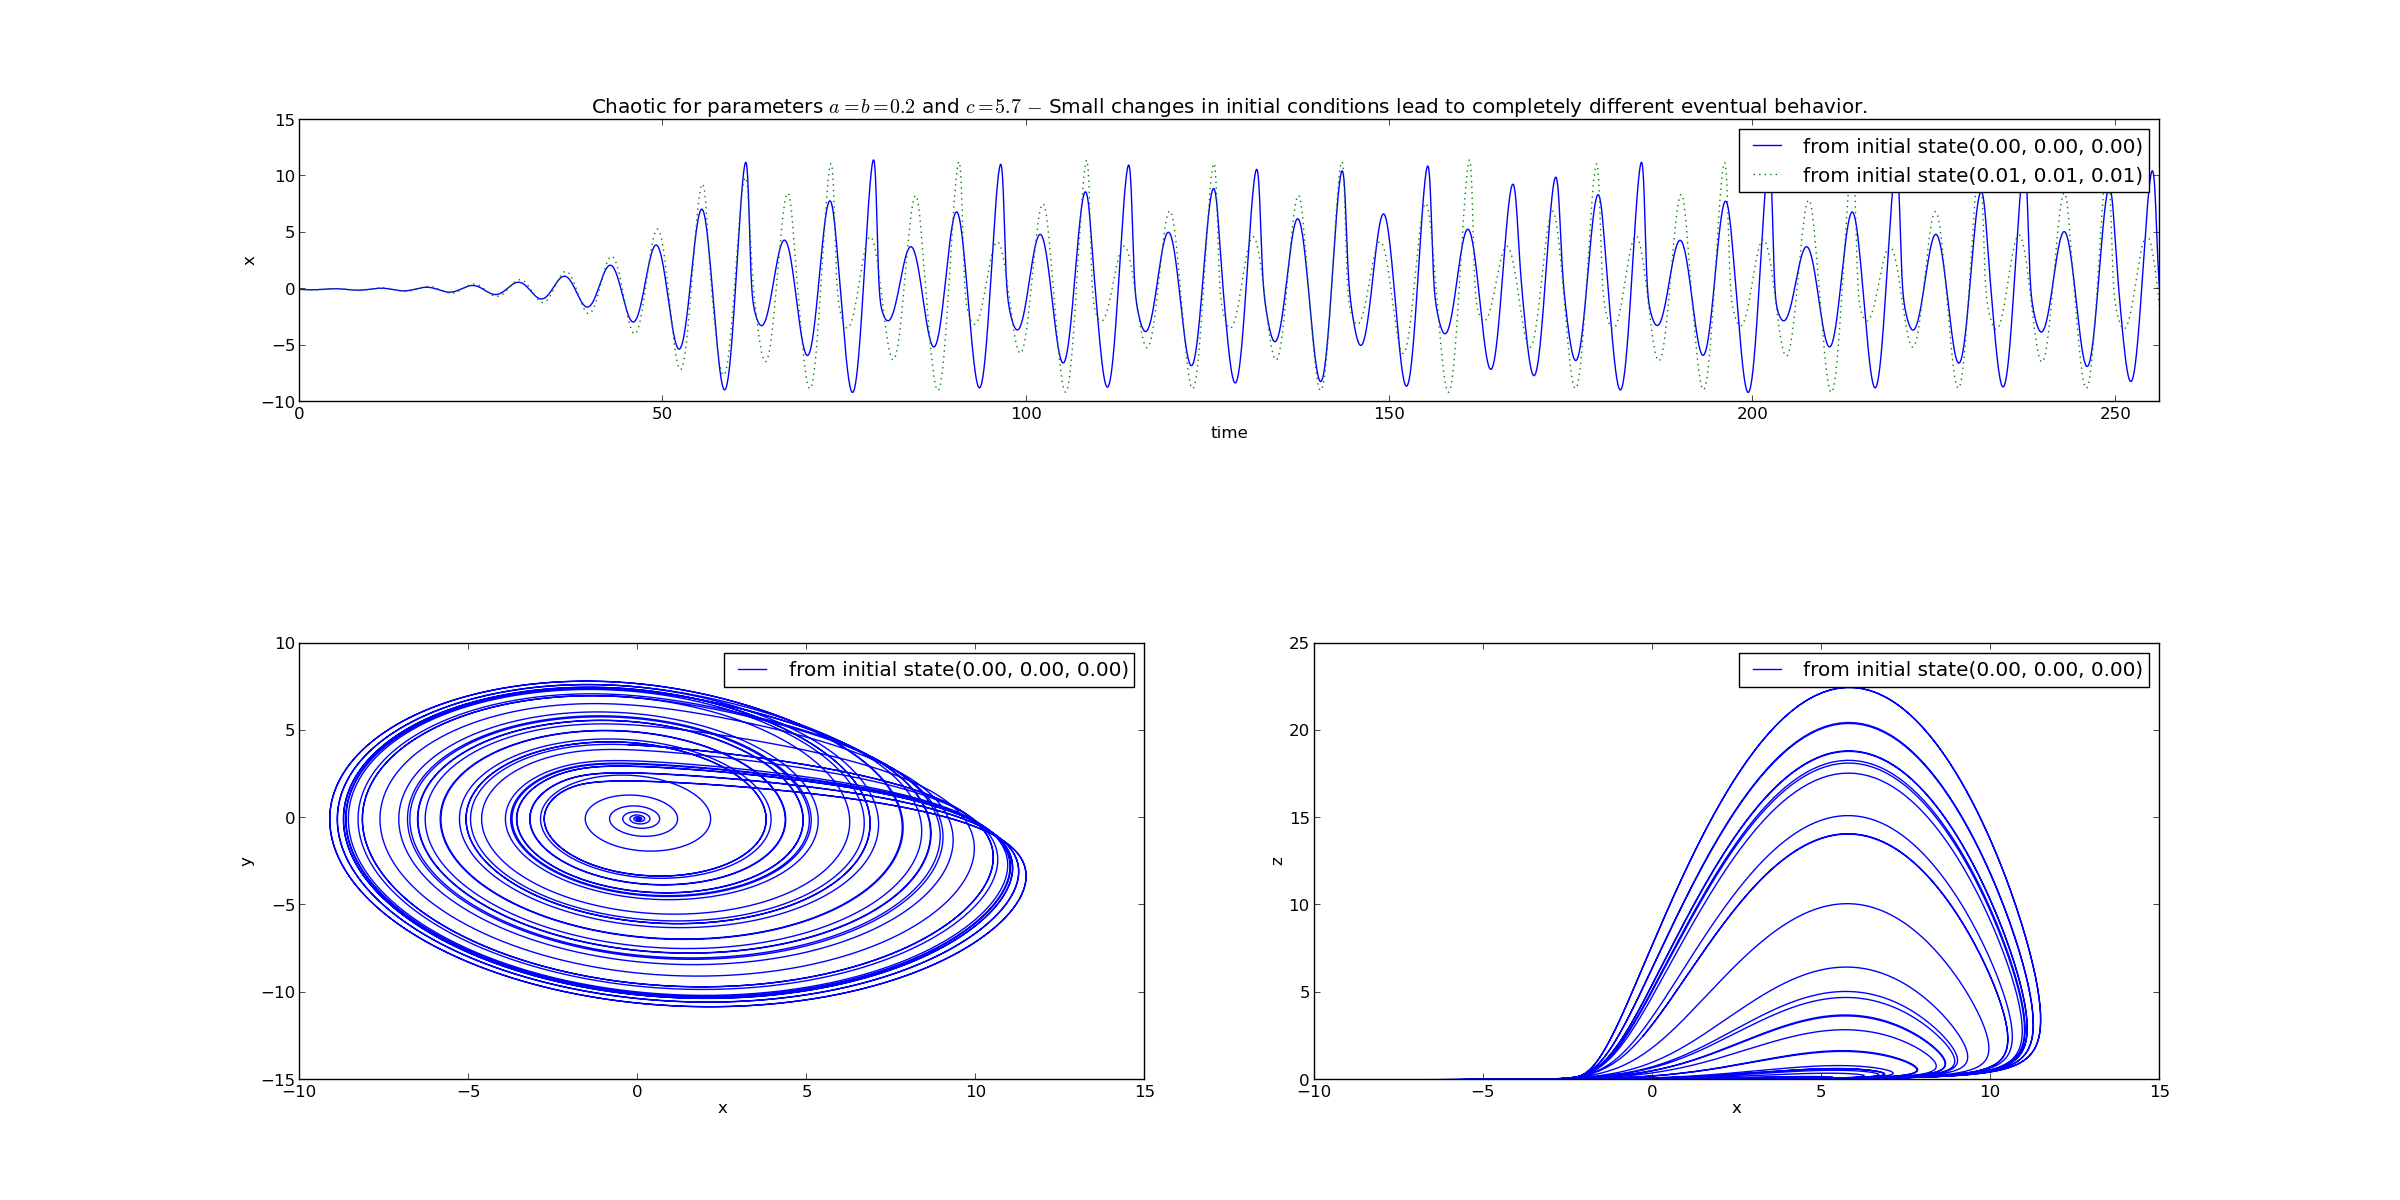 Chaotic for parameters a=b=0.2 and c=5.7 − Small changes in initial conditions lead to completely different eventual behavior.
15
10
5
0
−5
−10
x
from initial state(0.00, 0.00, 0.00)
from initial state(0.01, 0.01, 0.01)
0 50 100 150 200 250
time
10
5
0
−5
−10
−15
y
from initial state(0.00, 0.00, 0.00)
−10 −5 0 5 10 15
x
25
20
15
10
5
0
z
from initial state(0.00, 0.00, 0.00)
−10 −5 0 5 10 15
x